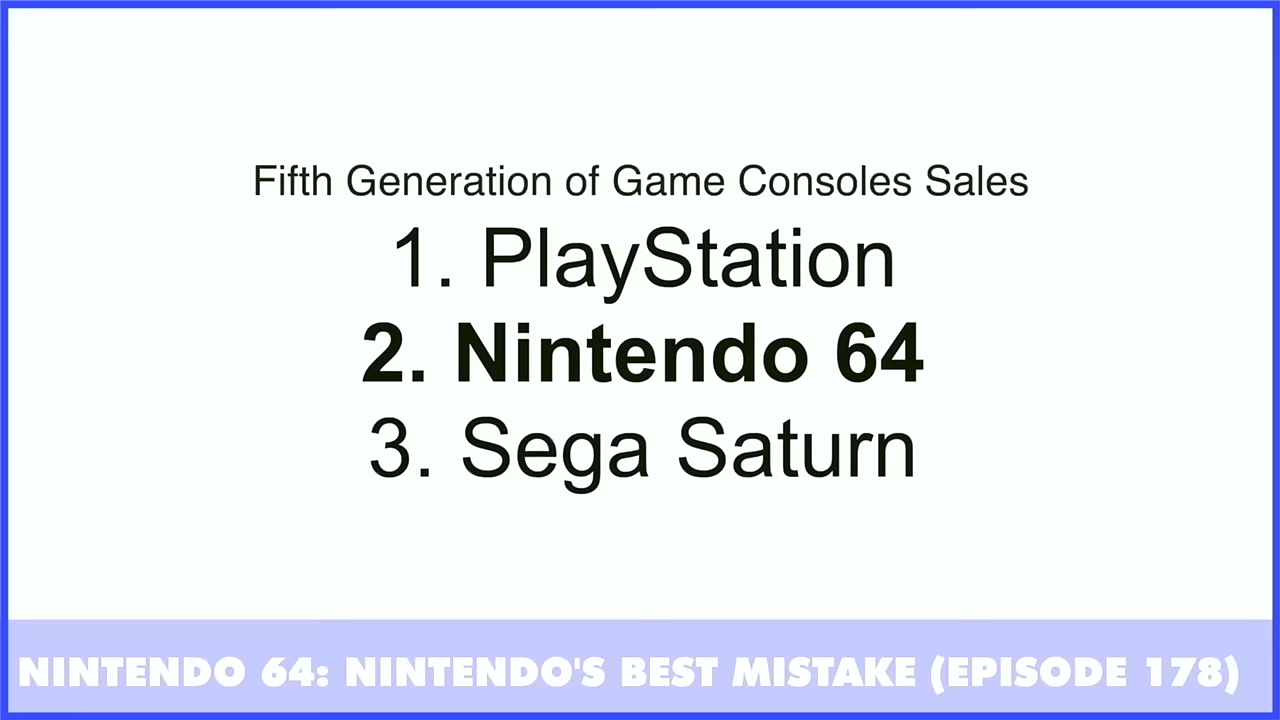 Fifth Generation of Game Consoles Sales
1. PlayStation
2. Nintendo 64
3. Sega Saturn
NINTENDO 64: NINTENDO'S BEST MISTAKE (EPISODE 178)